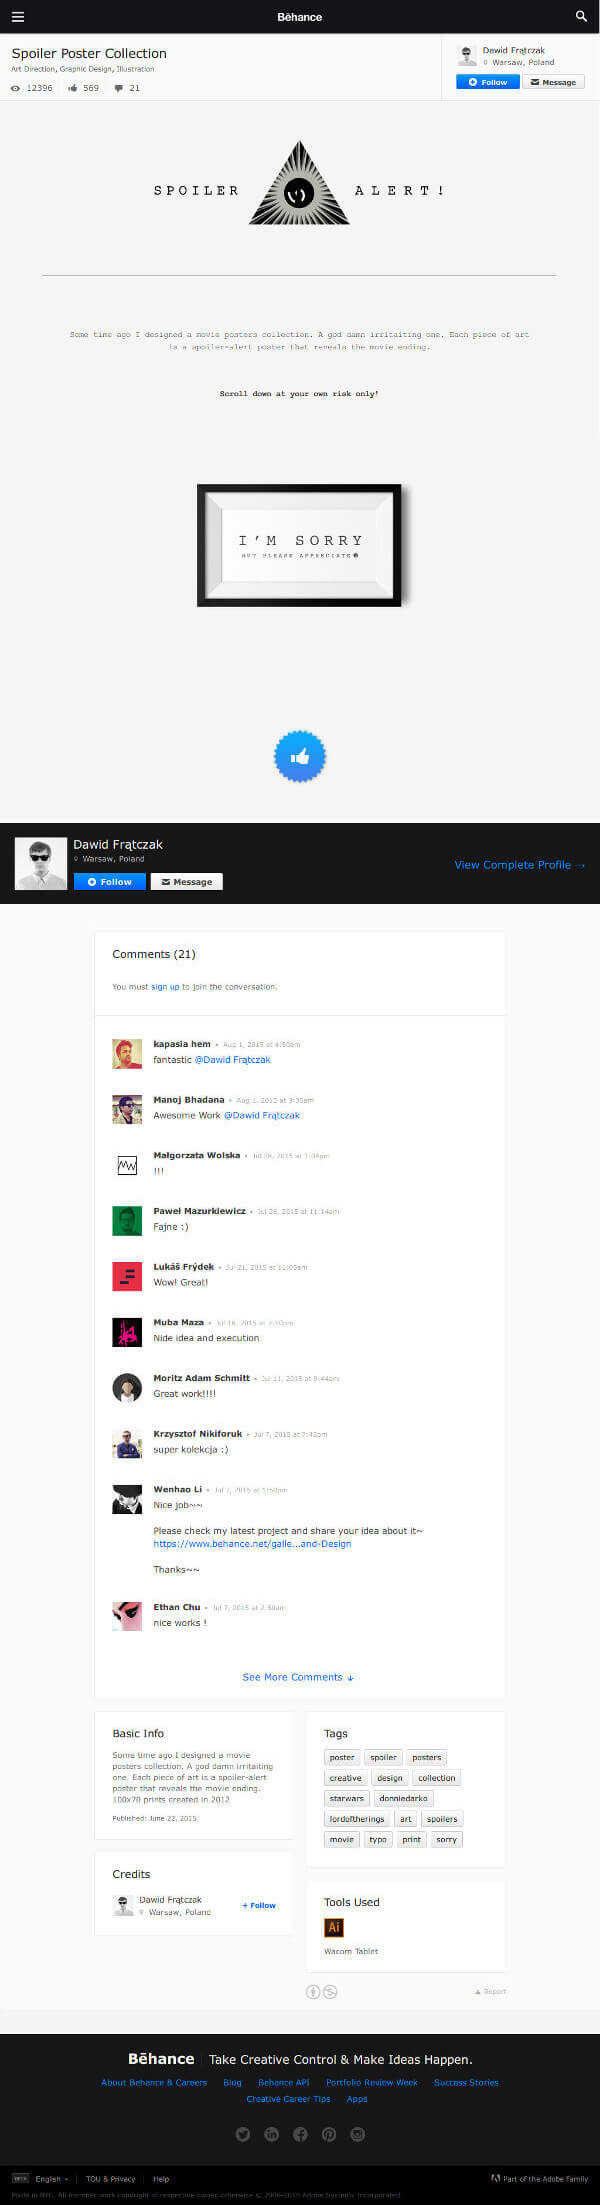 Bēhance
Spoiler Poster Collection
Art Direction, Graphic Design, Illustration
12396 569 21
Dawid Frątczak
Warsaw, Poland
Follow Message
SPOILER ALERT!
Some time ago I designed a movie posters collection. A god damn irritaiting one. Each piece of art
is a spoiler-alert poster that reveals the movie ending.
Scroll down at your own risk only!
I'M SORRY
BUT PLEASE APPRECIATE
Dawid Frątczak
Warsaw, Poland
Follow Message
View Complete Profile →
Comments (21)
You must sign up to join the conversation.
kapasia hem • Aug 1, 2015 at 4:50am
fantastic @Dawid Frątczak
Manoj Bhadana • Aug 1, 2015 at 3:35am
Awesome Work @Dawid Frątczak
Małgorzata Wolska • Jul 28, 2015 at 1:04pm
!!!
Paweł Mazurkiewicz • Jul 28, 2015 at 11:14am
Fajne :)
Lukáš Frýdek • Jul 21, 2015 at 11:05am
Wow! Great!
Muba Maza • Jul 16, 2015 at 3:10pm
Nide idea and execution
Moritz Adam Schmitt • Jul 11, 2015 at 9:44am
Great work!!!!
Krzysztof Nikiforuk • Jul 7, 2015 at 7:42pm
super kolekcja :)
Wenhao Li • Jul 7, 2015 at 1:50pm
Nice job~~
Please check my latest project and share your idea about it~
https://www.behance.net/galle...and-Design
Thanks~~
Ethan Chu • Jul 7, 2015 at 2:50am
nice works !
See More Comments ↓
Basic Info
Some time ago I designed a movie
posters collection. A god damn irritaiting
one. Each piece of art is a spoiler-alert
poster that reveals the movie ending.
100x70 prints created in 2012
Published: June 22, 2015
Credits
Dawid Frątczak
Warsaw, Poland
+ Follow
Tags
poster spoiler posters
creative design collection
starwars donniedarko
lordoftherings art spoilers
movie typo print sorry
Tools Used
Ai
Wacom Tablet
Report
Bēhance Take Creative Control & Make Ideas Happen.
About Behance & Careers Blog Behance API Portfolio Review Week Success Stories
Creative Career Tips Apps
BETA English TOU & Privacy Help
Part of the Adobe Family
Made in NYC. All member work copyright of respective owner, otherwise © 2006-2015 Adobe Systems Incorporated.